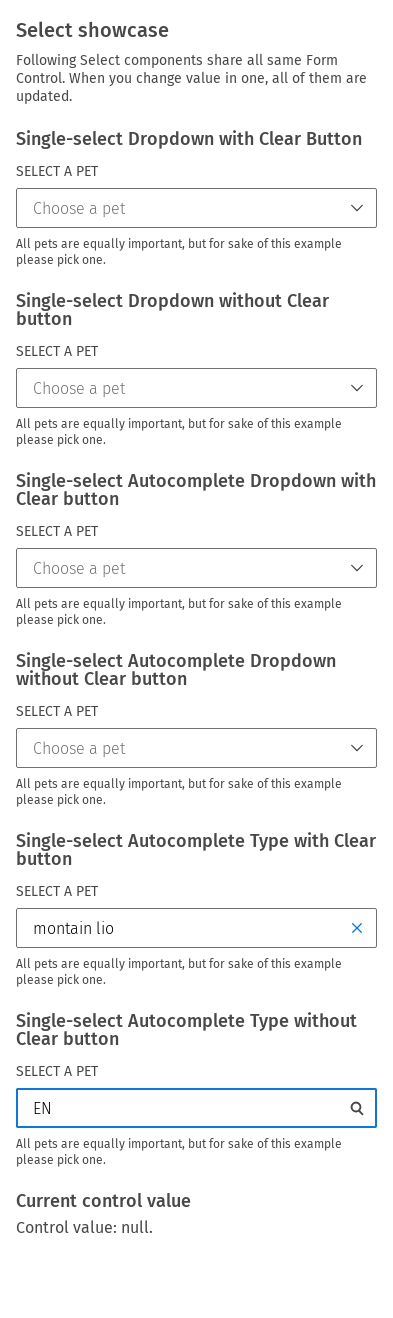 Select showcase
Following Select components share all same Form
Control. When you change value in one, all of them are
updated.
Single-select Dropdown with Clear Button
SELECT A PET
Choose a pet
All pets are equally important, but for sake of this example
please pick one.
Single-select Dropdown without Clear
button
SELECT A PET
Choose a pet
All pets are equally important, but for sake of this example
please pick one.
Single-select Autocomplete Dropdown with
Clear button
SELECT A PET
Choose a pet
All pets are equally important, but for sake of this example
please pick one.
Single-select Autocomplete Dropdown
without Clear button
SELECT A PET
Choose a pet
All pets are equally important, but for sake of this example
please pick one.
Single-select Autocomplete Type with Clear
button
SELECT A PET
montain lio
All pets are equally important, but for sake of this example
please pick one.
Single-select Autocomplete Type without
Clear button
SELECT A PET
EN
All pets are equally important, but for sake of this example
please pick one.
Current control value
Control value: null.